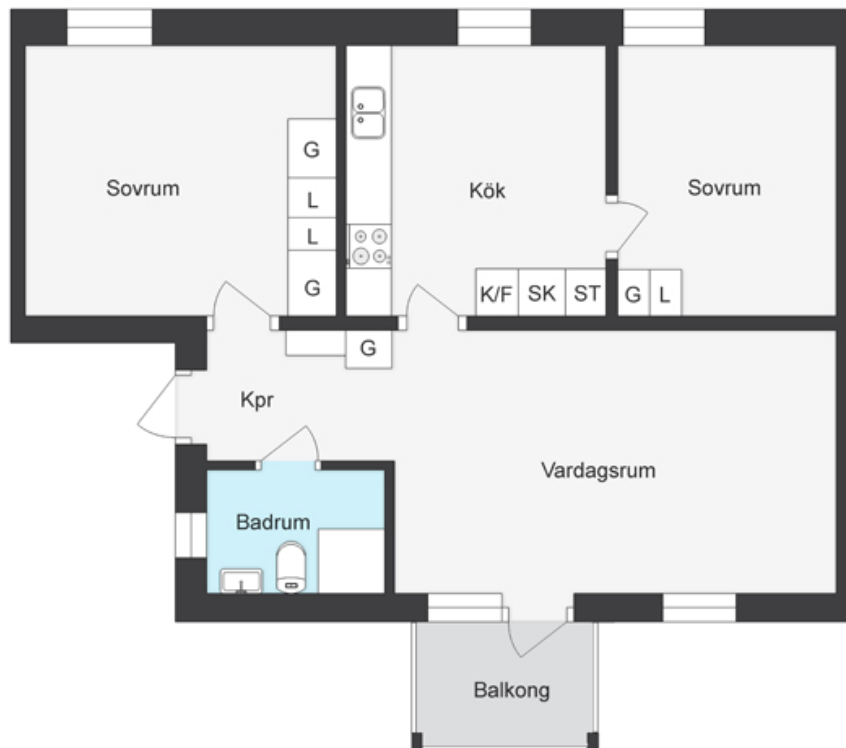 G
Sovrum
L
Kök
Sovrum
L
G
K/F
SK
ST
G
L
G
Kpr
Vardagsrum
Badrum
Balkong